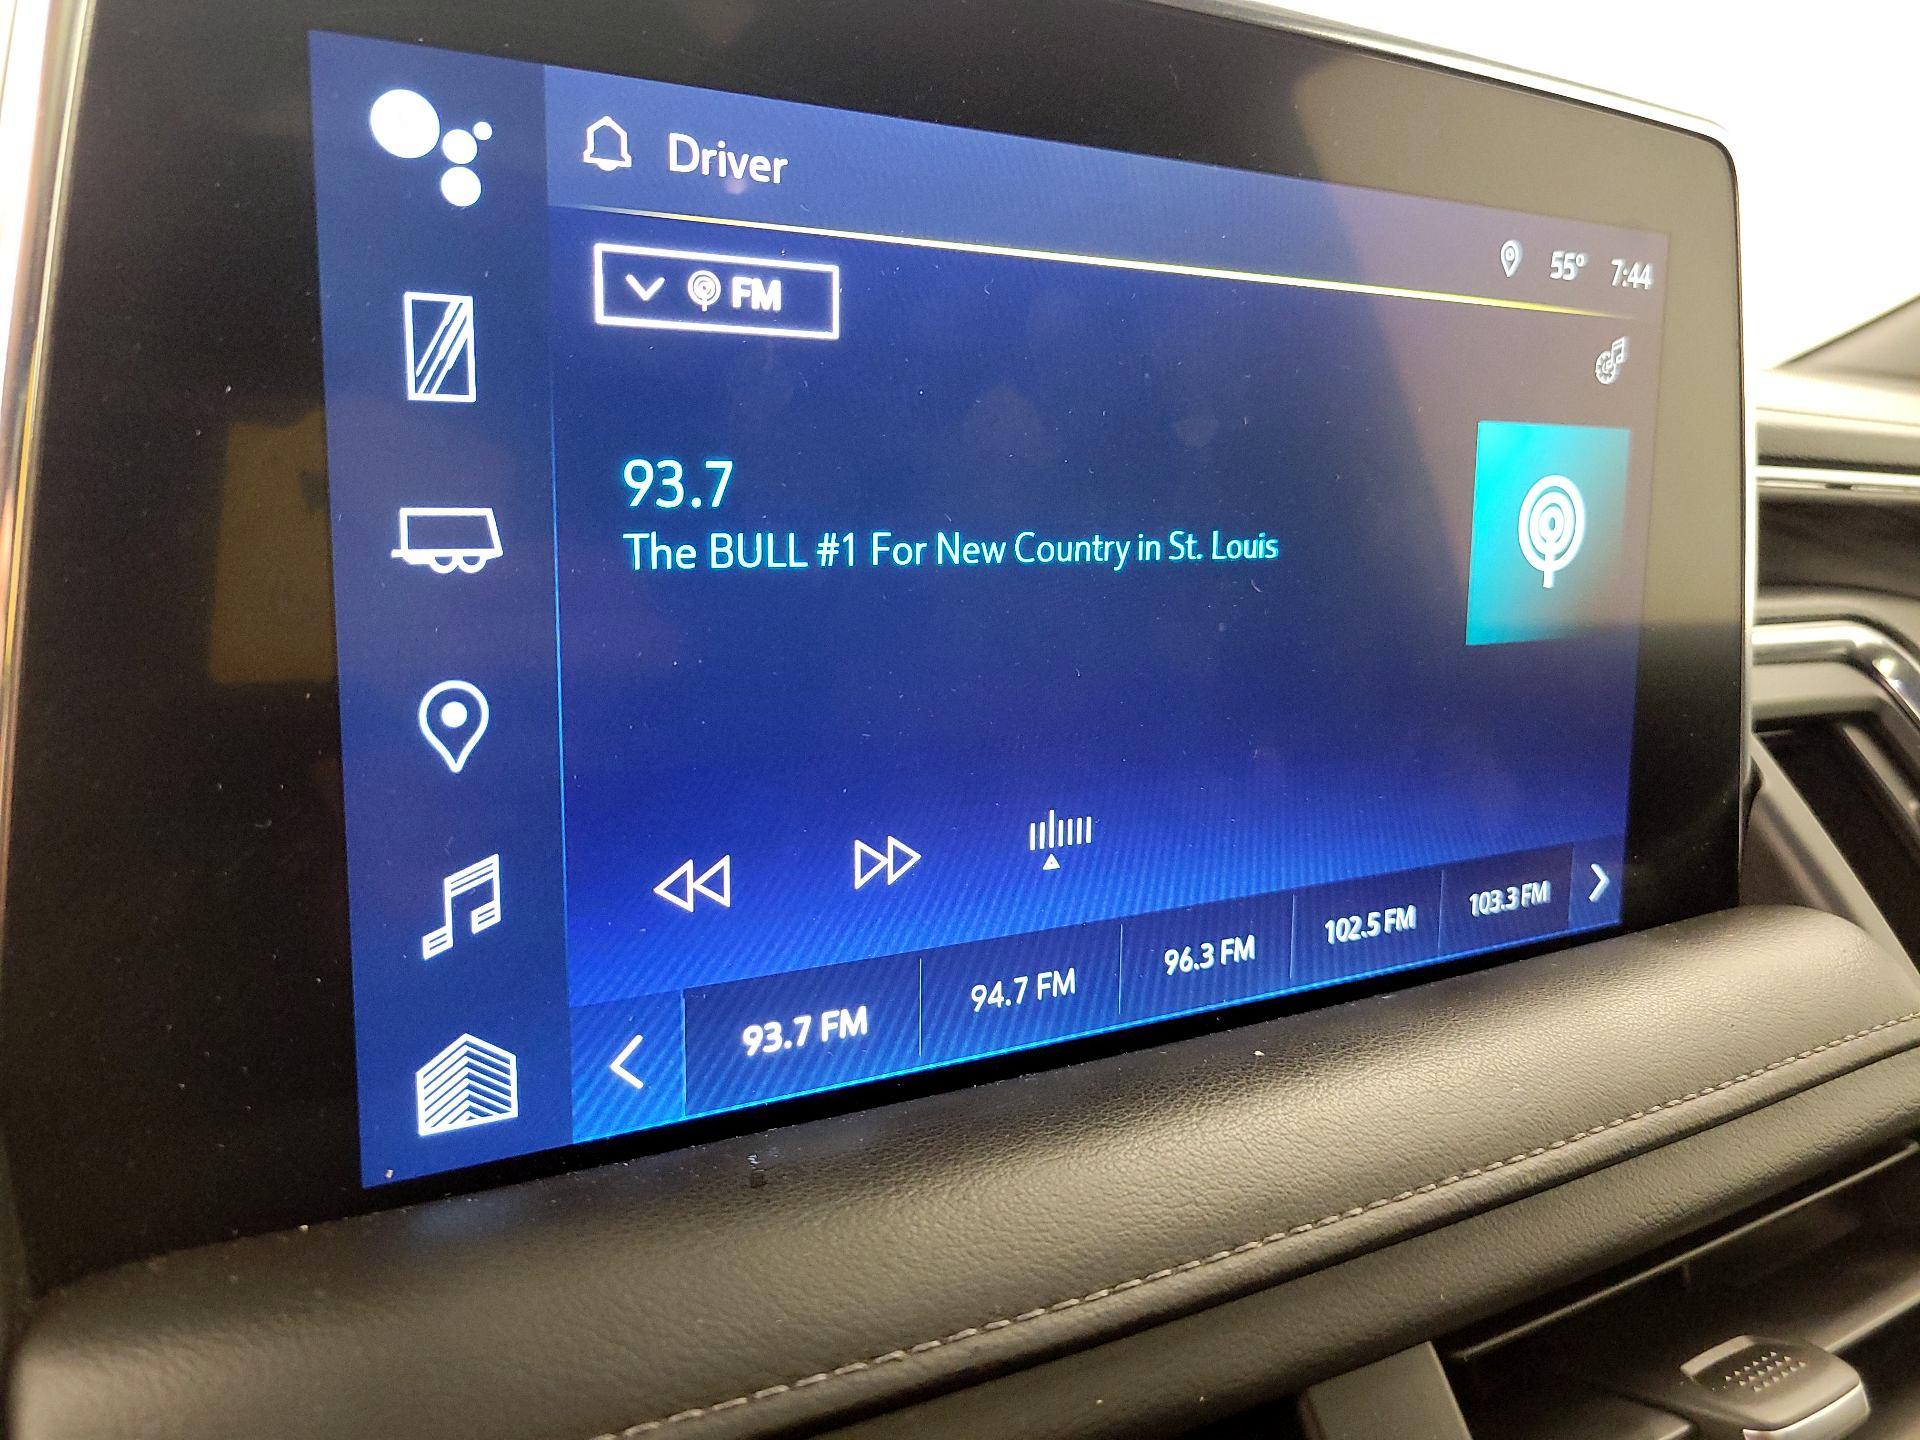 Driver
55° 7:44
FM
93.7
The BULL #1 For New Country in St. Louis
93.7 FM 94.7 FM 96.3 FM 102.5 FM 103.3 FM